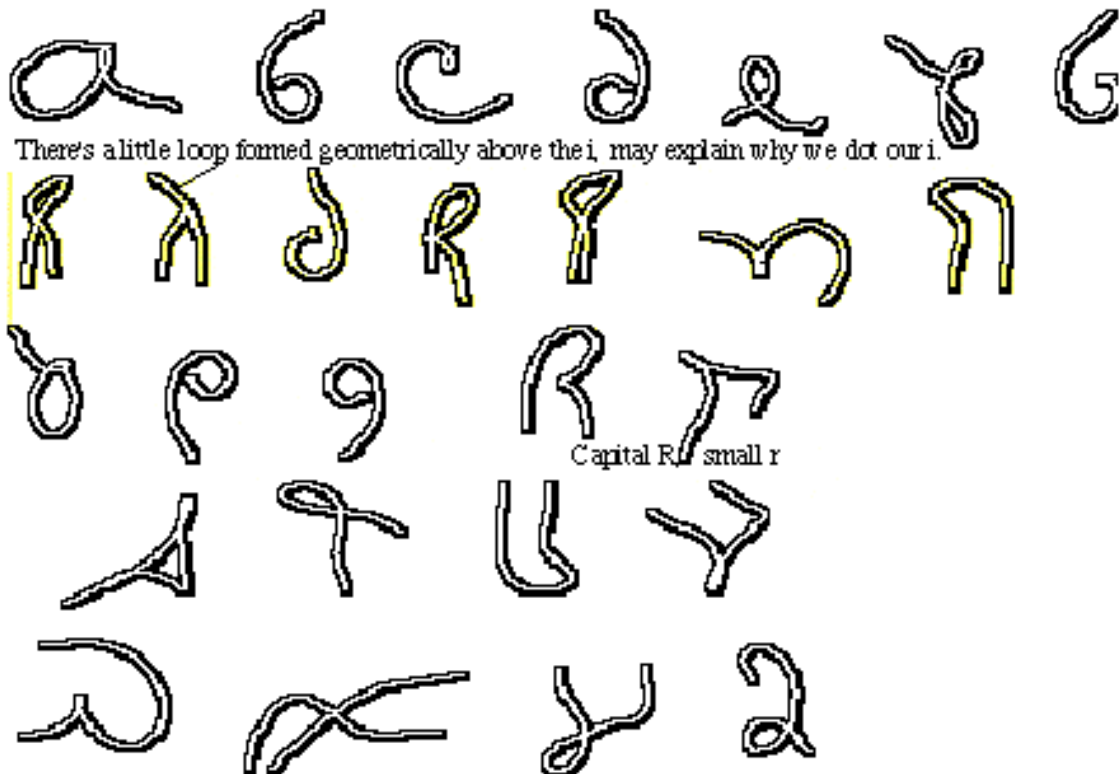 a b c d e f G
There's a little loop formed geometrically above the i, may explain why we dot our i.
h i j k l m n
o p q R r
Capital R, small r
s t u v
w x y z